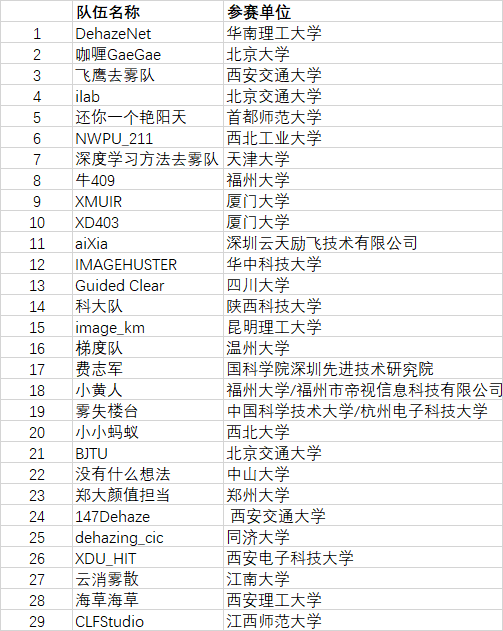 队伍名称 参赛单位
1 DehazeNet 华南理工大学
2 咖喱GaeGae 北京大学
3 飞鹰去雾队 西安交通大学
4 ilab 北京交通大学
5 还你一个艳阳天 首都师范大学
6 NWPU_211 西北工业大学
7 深度学习方法去雾队 天津大学
8 牛409 福州大学
9 XMUIR 厦门大学
10 XD403 厦门大学
11 aiXia 深圳云天励飞技术有限公司
12 IMAGEHUSTER 华中科技大学
13 Guided Clear 四川大学
14 科大队 陕西科技大学
15 image_km 昆明理工大学
16 梯度队 温州大学
17 费志军 国科学院深圳先进技术研究院
18 小黄人 福州大学/福州市帝视信息科技有限公司
19 雾失楼台 中国科学技术大学/杭州电子科技大学
20 小小蚂蚁 西北大学
21 BJTU 北京交通大学
22 没有什么想法 中山大学
23 郑大颜值担当 郑州大学
24 147Dehaze 西安交通大学
25 dehazing_cic 同济大学
26 XDU_HIT 西安电子科技大学
27 云消雾散 江南大学
28 海草海草 西安理工大学
29 CLFStudio 江西师范大学